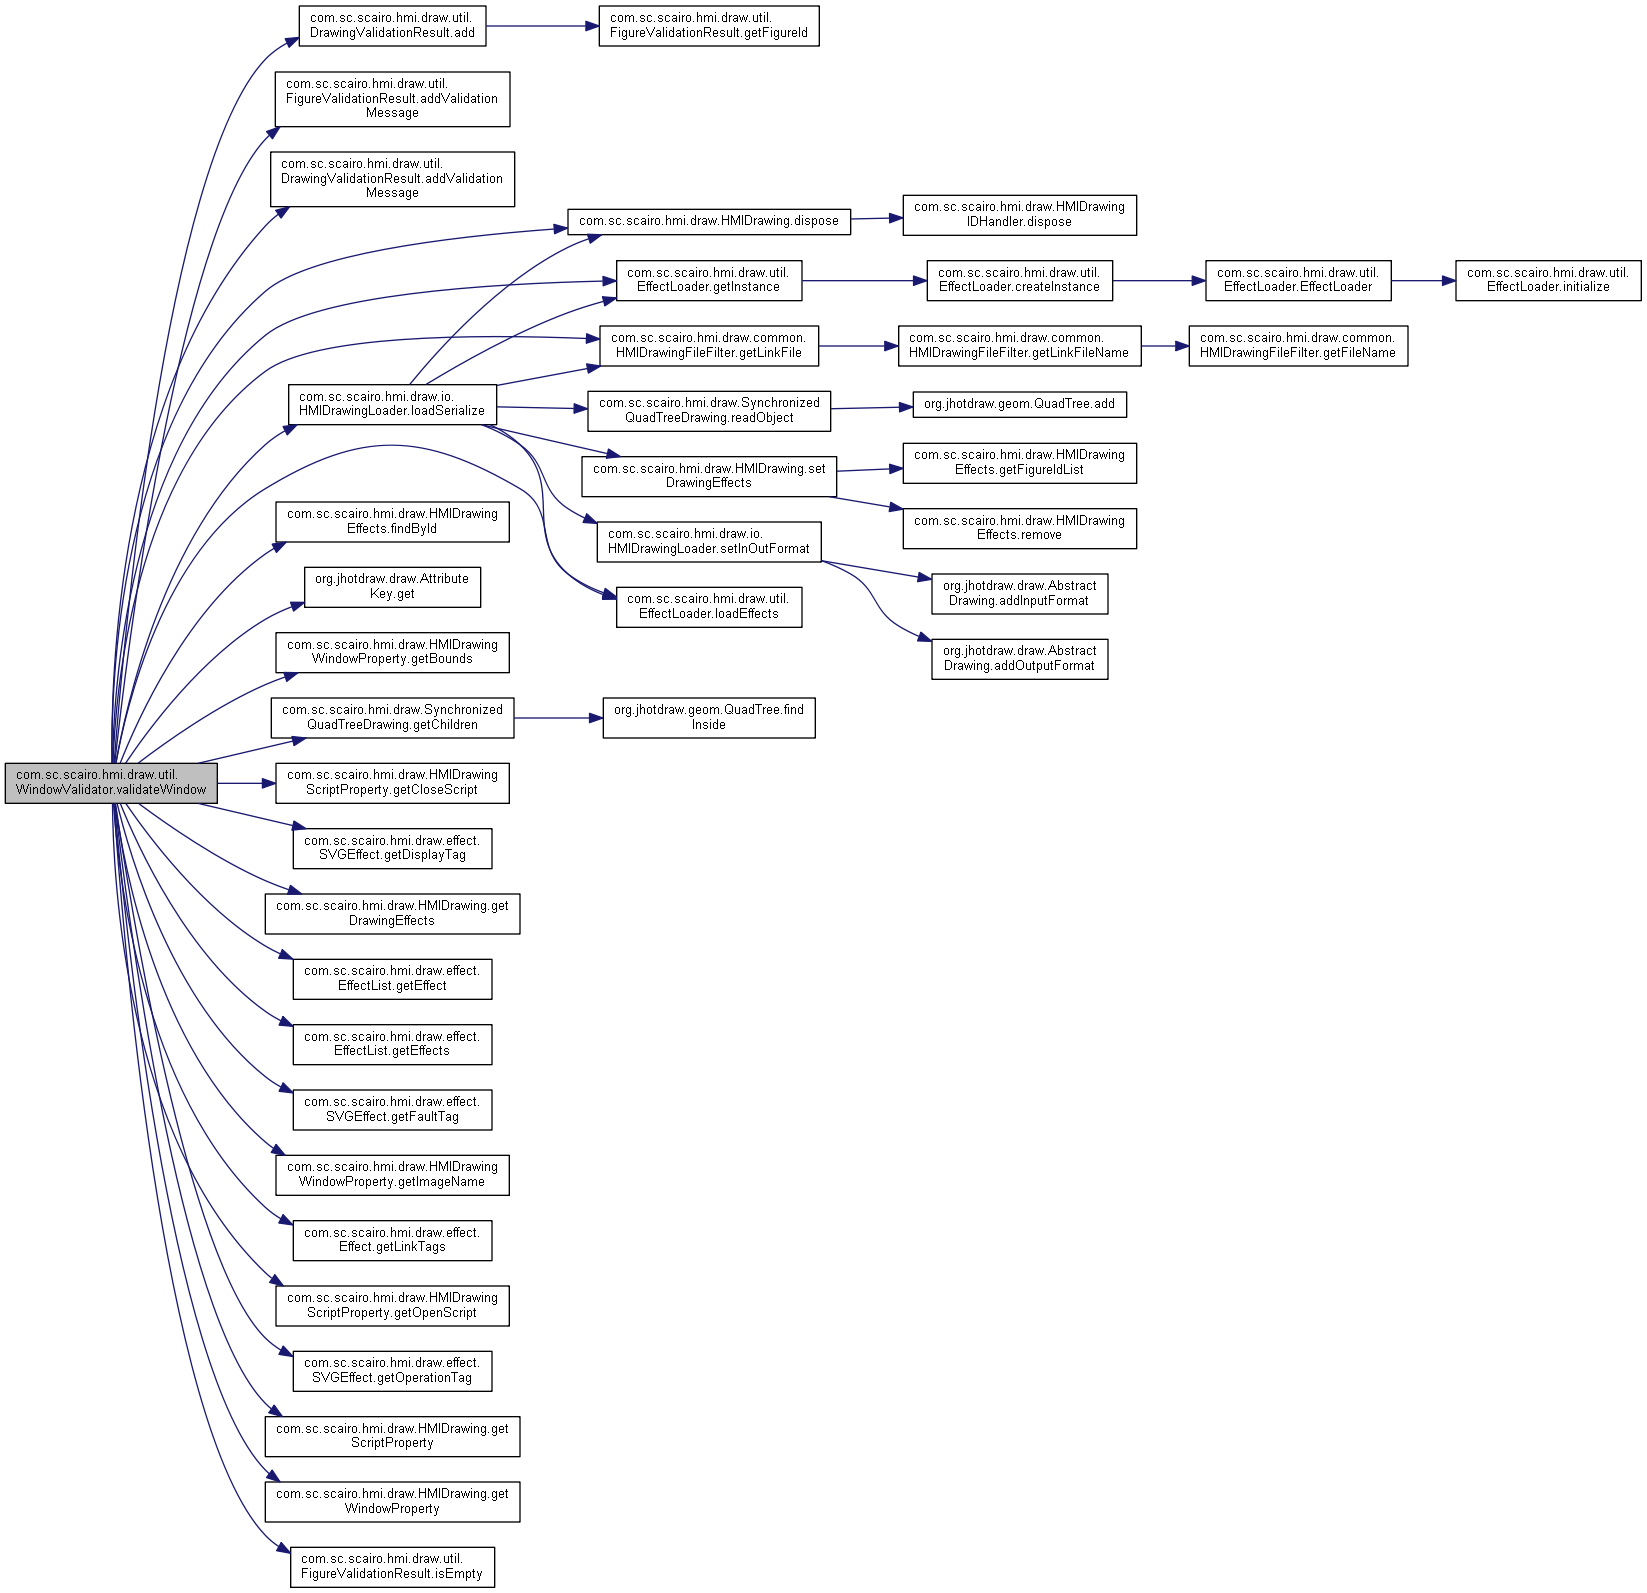 com.sc.scairo.hmi.draw.util.
DrawingValidationResult.add
com.sc.scairo.hmi.draw.util.
FigureValidationResult.getFigureId
com.sc.scairo.hmi.draw.util.
FigureValidationResult.addValidation
Message
com.sc.scairo.hmi.draw.util.
DrawingValidationResult.addValidation
Message
com.sc.scairo.hmi.draw.HMIDrawing.dispose
com.sc.scairo.hmi.draw.HMIDrawing
IDHandler.dispose
com.sc.scairo.hmi.draw.util.
EffectLoader.getInstance
com.sc.scairo.hmi.draw.util.
EffectLoader.createInstance
com.sc.scairo.hmi.draw.util.
EffectLoader.EffectLoader
com.sc.scairo.hmi.draw.util.
EffectLoader.initialize
com.sc.scairo.hmi.draw.common.
HMIDrawingFileFilter.getLinkFile
com.sc.scairo.hmi.draw.common.
HMIDrawingFileFilter.getLinkFileName
com.sc.scairo.hmi.draw.common.
HMIDrawingFileFilter.getFileName
com.sc.scairo.hmi.draw.io.
HMIDrawingLoader.loadSerialize
com.sc.scairo.hmi.draw.Synchronized
QuadTreeDrawing.readObject
org.jhotdraw.geom.QuadTree.add
com.sc.scairo.hmi.draw.HMIDrawing.set
DrawingEffects
com.sc.scairo.hmi.draw.HMIDrawing
Effects.getFigureIdList
com.sc.scairo.hmi.draw.HMIDrawing
Effects.remove
com.sc.scairo.hmi.draw.HMIDrawing
Effects.findById
com.sc.scairo.hmi.draw.io.
HMIDrawingLoader.setInOutFormat
org.jhotdraw.draw.Abstract
Drawing.addInputFormat
org.jhotdraw.draw.Attribute
Key.get
com.sc.scairo.hmi.draw.util.
EffectLoader.loadEffects
org.jhotdraw.draw.Abstract
Drawing.addOutputFormat
com.sc.scairo.hmi.draw.HMIDrawing
WindowProperty.getBounds
com.sc.scairo.hmi.draw.Synchronized
QuadTreeDrawing.getChildren
org.jhotdraw.geom.QuadTree.find
Inside
com.sc.scairo.hmi.draw.util.
WindowValidator.validateWindow
com.sc.scairo.hmi.draw.HMIDrawing
ScriptProperty.getCloseScript
com.sc.scairo.hmi.draw.effect.
SVGEffect.getDisplayTag
com.sc.scairo.hmi.draw.HMIDrawing.get
DrawingEffects
com.sc.scairo.hmi.draw.effect.
EffectList.getEffect
com.sc.scairo.hmi.draw.effect.
EffectList.getEffects
com.sc.scairo.hmi.draw.effect.
SVGEffect.getFaultTag
com.sc.scairo.hmi.draw.HMIDrawing
WindowProperty.getImageName
com.sc.scairo.hmi.draw.effect.
Effect.getLinkTags
com.sc.scairo.hmi.draw.HMIDrawing
ScriptProperty.getOpenScript
com.sc.scairo.hmi.draw.effect.
SVGEffect.getOperationTag
com.sc.scairo.hmi.draw.HMIDrawing.get
ScriptProperty
com.sc.scairo.hmi.draw.HMIDrawing.get
WindowProperty
com.sc.scairo.hmi.draw.util.
FigureValidationResult.isEmpty